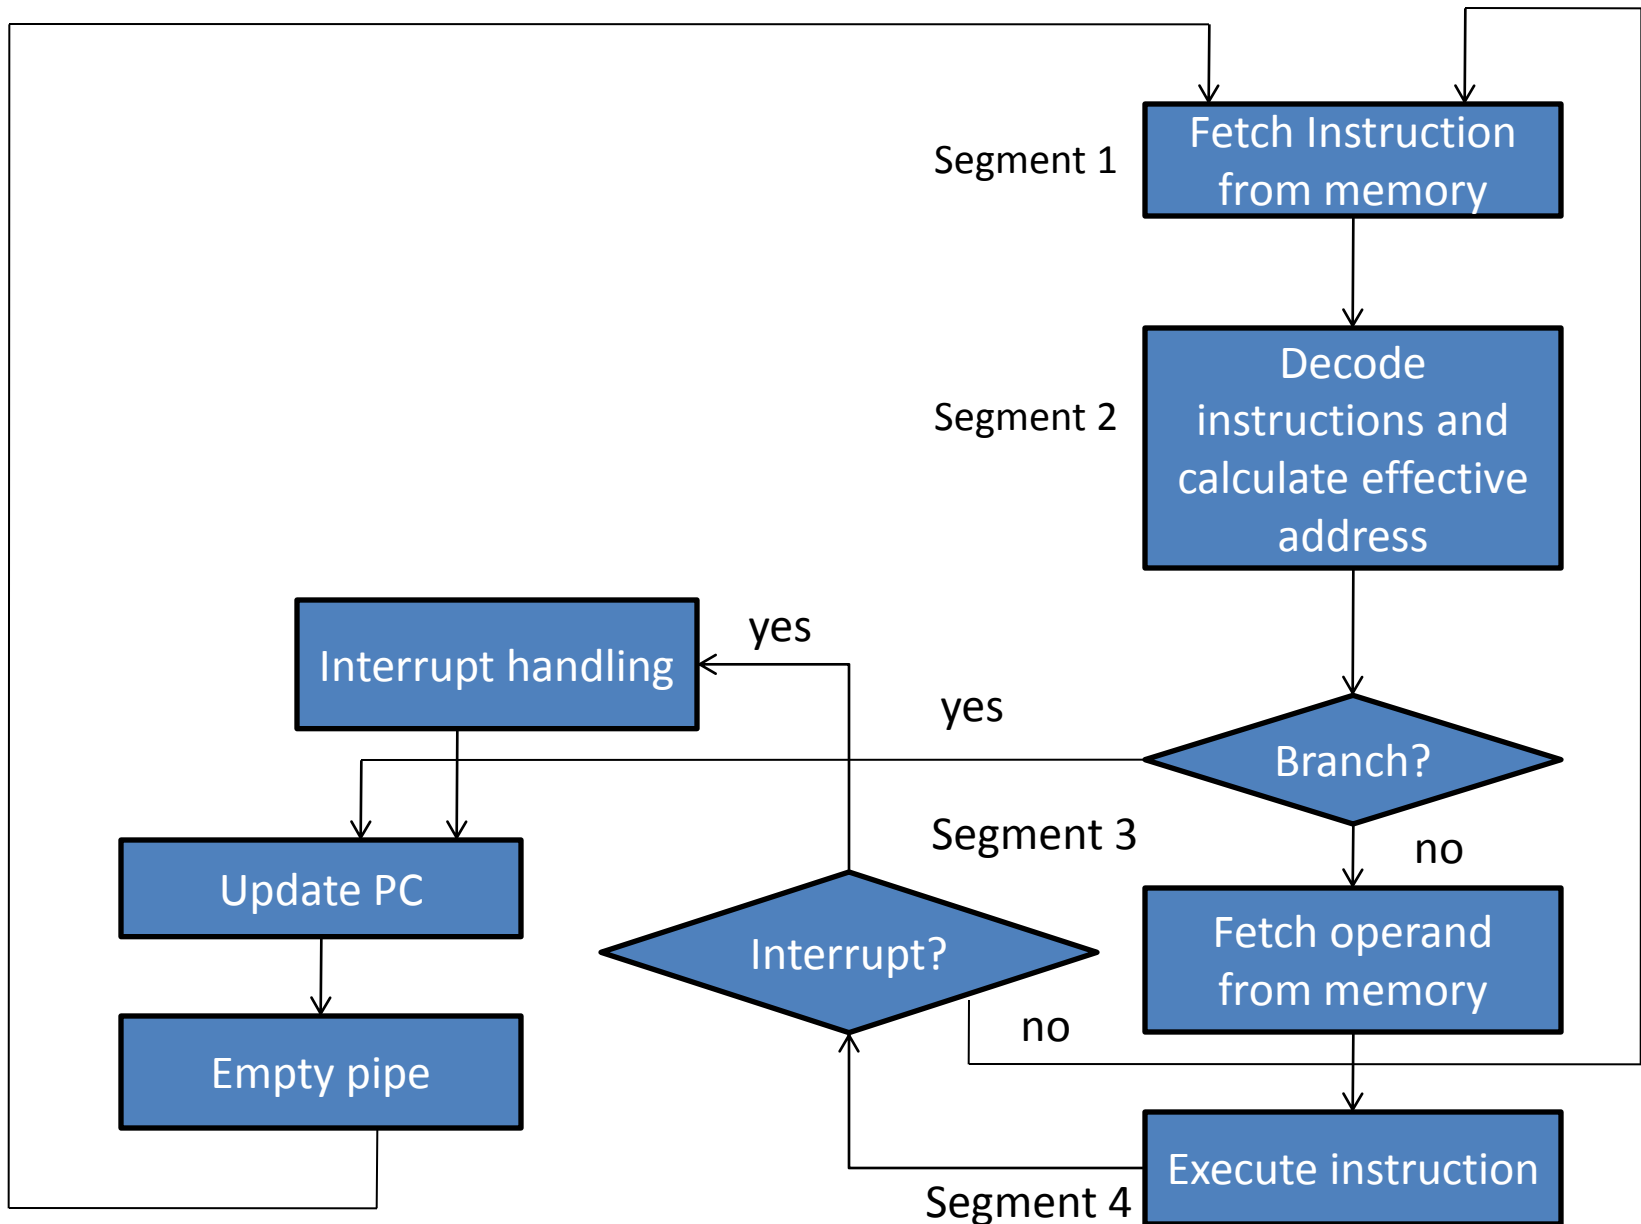 Segment 1
Fetch Instruction
from memory
Segment 2
Decode
instructions and
calculate effective
address
Interrupt handling
yes
yes
Branch?
Segment 3
no
Update PC
Interrupt?
Fetch operand
from memory
no
Empty pipe
Execute instruction
Segment 4